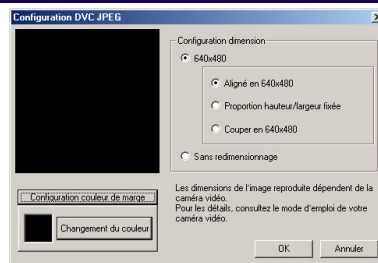 Configuration DVC JPEG
Configuration dimension
640x480
Aligné en 640x480
Proportion hauteur/largeur fixée
Couper en 640x480
Sans redimensionnage
Configuration couleur de marge
Changement du couleur
Les dimensions de l'image reproduite dépendent de la
caméra vidéo.
Pour les détails, consultez le mode d'emploi de votre
caméra vidéo.
OK
Annuler